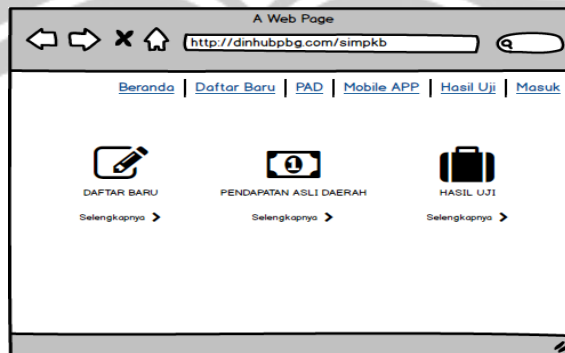 A Web Page
http://dinhubpbg.com/simpkb
Beranda | Daftar Baru | PAD | Mobile APP | Hasil Uji | Masuk
1
DAFTAR BARU PENDAPATAN ASLI DAERAH HASIL UJI
Selengkapnya Selengkapnya Selengkapnya